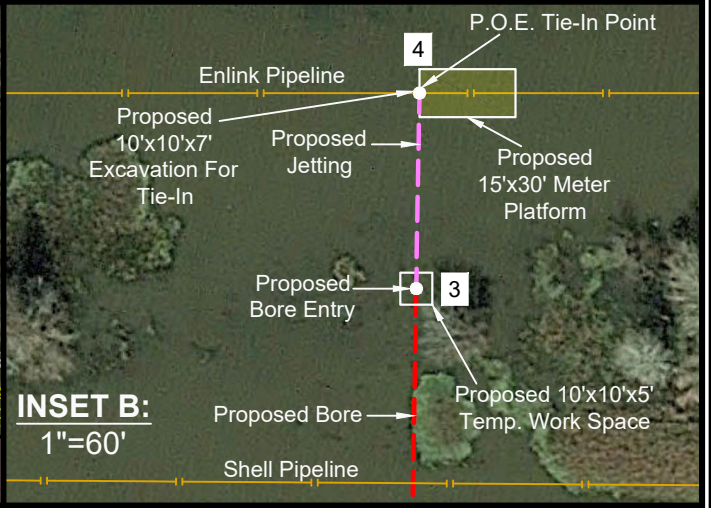 P.O.E. Tie-In Point
4
Enlink Pipeline
Proposed
10'x10'x7'
Excavation For
Tie-In
Proposed
Jetting
Proposed
15'x30' Meter
Platform
Proposed
Bore Entry
3
INSET B:
1"=60'
Proposed Bore
Proposed 10'x10'x5'
Temp. Work Space
Shell Pipeline